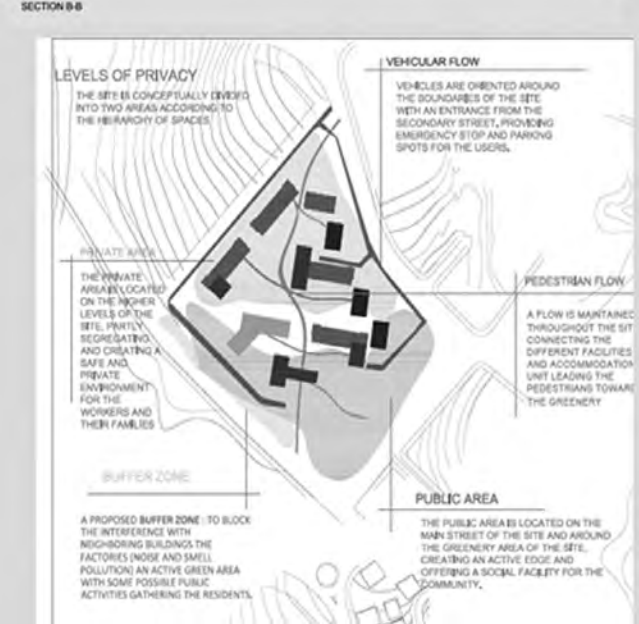 SECTION B-B
LEVELS OF PRIVACY
THE SITE IS CONCEPTUALLY DIVIDED
INTO TWO AREAS ACCORDING TO
THE HIERARCHY OF SPACES
VEHICULAR FLOW
VEHICLES ARE ORIENTED AROUND
THE BOUNDARIES OF THE SITE
WITH AN ENTRANCE FROM THE
SECONDARY STREET, PROVIDING
EMERGENCY STOP AND PARKING
SPOTS FOR THE USERS.
PRIVATE AREA
THE PRIVATE
AREA IS LOCATED
ON THE HIGHER
LEVELS OF THE
SITE, PARTLY
SEGREGATING
AND CREATING A
SAFE AND
PRIVATE
ENVIRONMENT
FOR THE
WORKERS AND
THEIR FAMILIES
PEDESTRIAN FLOW
A FLOW IS MAINTAINED
THROUGHOUT THE SIT
CONNECTING THE
DIFFERENT FACILITIES
AND ACCOMMODATION
UNIT LEADING THE
PEDESTRIANS TOWARD
THE GREENERY
BUFFER ZONE
A PROPOSED BUFFER ZONE : TO BLOCK
THE INTERFERENCE WITH
NEIGHBORING BUILDINGS THE
FACTORIES (NOISE AND SMELL
POLLUTION) AN ACTIVE GREEN AREA
WITH SOME POSSIBLE PUBLIC
ACTIVITIES GATHERING THE RESIDENTS.
PUBLIC AREA
THE PUBLIC AREA IS LOCATED ON THE
MAIN STREET OF THE SITE AND AROUND
THE GREENERY AREA OF THE SITE,
CREATING AN ACTIVE EDGE AND
OFFERING A SOCIAL FACILITY FOR THE
COMMUNITY.